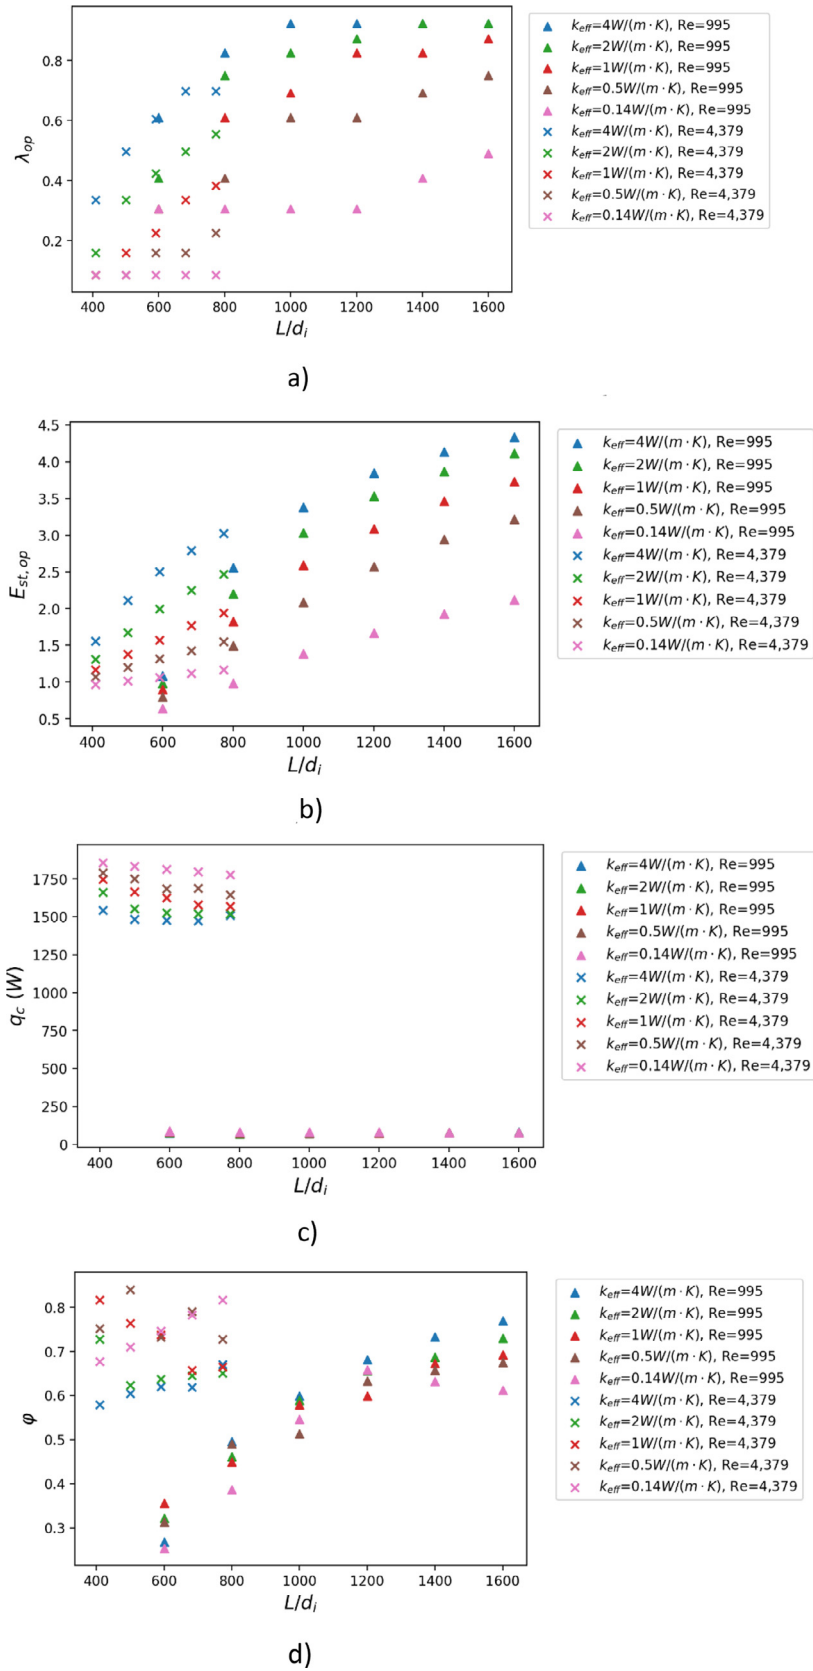 0.8
0.6
0.4
0.2
λop
400 600 800 1000 1200 1400 1600
L/di
keff=4W/(m · K), Re=995
keff=2W/(m · K), Re=995
keff=1W/(m · K), Re=995
keff=0.5W/(m · K), Re=995
keff=0.14W/(m · K), Re=995
keff=4W/(m · K), Re=4,379
keff=2W/(m · K), Re=4,379
keff=1W/(m · K), Re=4,379
keff=0.5W/(m · K), Re=4,379
keff=0.14W/(m · K), Re=4,379
a)
4.5
4.0
3.5
3.0
2.5
2.0
1.5
1.0
0.5
Est, op
400 600 800 1000 1200 1400 1600
L/di
keff=4W/(m · K), Re=995
keff=2W/(m · K), Re=995
keff=1W/(m · K), Re=995
keff=0.5W/(m · K), Re=995
keff=0.14W/(m · K), Re=995
keff=4W/(m · K), Re=4,379
keff=2W/(m · K), Re=4,379
keff=1W/(m · K), Re=4,379
keff=0.5W/(m · K), Re=4,379
keff=0.14W/(m · K), Re=4,379
b)
1750
1500
1250
1000
750
500
250
0
qc (W)
400 600 800 1000 1200 1400 1600
L/di
keff=4W/(m · K), Re=995
keff=2W/(m · K), Re=995
keff=1W/(m · K), Re=995
keff=0.5W/(m · K), Re=995
keff=0.14W/(m · K), Re=995
keff=4W/(m · K), Re=4,379
keff=2W/(m · K), Re=4,379
keff=1W/(m · K), Re=4,379
keff=0.5W/(m · K), Re=4,379
keff=0.14W/(m · K), Re=4,379
c)
0.8
0.7
0.6
0.5
0.4
0.3
φ
400 600 800 1000 1200 1400 1600
L/di
keff=4W/(m · K), Re=995
keff=2W/(m · K), Re=995
keff=1W/(m · K), Re=995
keff=0.5W/(m · K), Re=995
keff=0.14W/(m · K), Re=995
keff=4W/(m · K), Re=4,379
keff=2W/(m · K), Re=4,379
keff=1W/(m · K), Re=4,379
keff=0.5W/(m · K), Re=4,379
keff=0.14W/(m · K), Re=4,379
d)